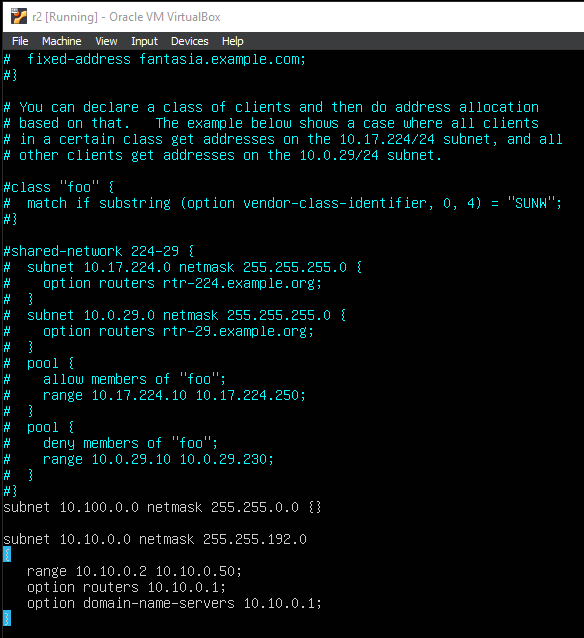 r2 [Running] - Oracle VM VirtualBox
File Machine View Input Devices Help
#  fixed-address fantasia.example.com;
#}
# You can declare a class of clients and then do address allocation
# based on that.   The example below shows a case where all clients
# in a certain class get addresses on the 10.17.224/24 subnet, and all
# other clients get addresses on the 10.0.29/24 subnet.
#class "foo" {
#  match if substring (option vendor-class-identifier, 0, 4) = "SUNW";
#}
#shared-network 224-29 {
#  subnet 10.17.224.0 netmask 255.255.255.0 {
#    option routers rtr-224.example.org;
#  }
#  subnet 10.0.29.0 netmask 255.255.255.0 {
#    option routers rtr-29.example.org;
#  }
#  pool {
#    allow members of "foo";
#    range 10.17.224.10 10.17.224.250;
#  }
#  pool {
#    deny members of "foo";
#    range 10.0.29.10 10.0.29.230;
#  }
#}
subnet 10.100.0.0 netmask 255.255.0.0 {}
subnet 10.10.0.0 netmask 255.255.192.0
{
   range 10.10.0.2 10.10.0.50;
   option routers 10.10.0.1;
   option domain-name-servers 10.10.0.1;
}